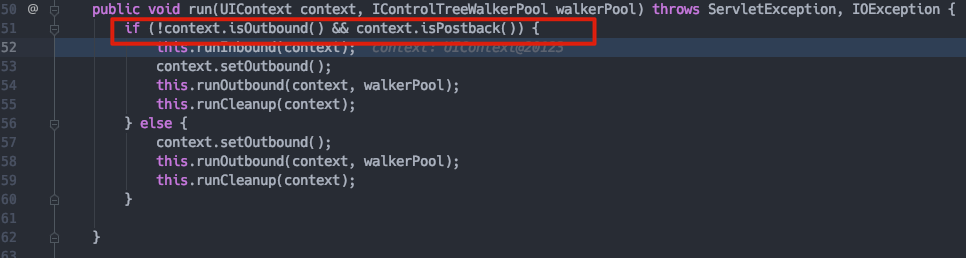 50 @ public void run(UIContext context, IControlTreeWalkerPool walkerPool) throws ServletException, IOException {
51 if (!context.isOutbound() && context.isPostback()) {
52 this.runInbound(context); context: UIContext@20123
53 context.setOutbound();
54 this.runOutbound(context, walkerPool);
55 this.runCleanup(context);
56 } else {
57 context.setOutbound();
58 this.runOutbound(context, walkerPool);
59 this.runCleanup(context);
60 }
61
62 }
63